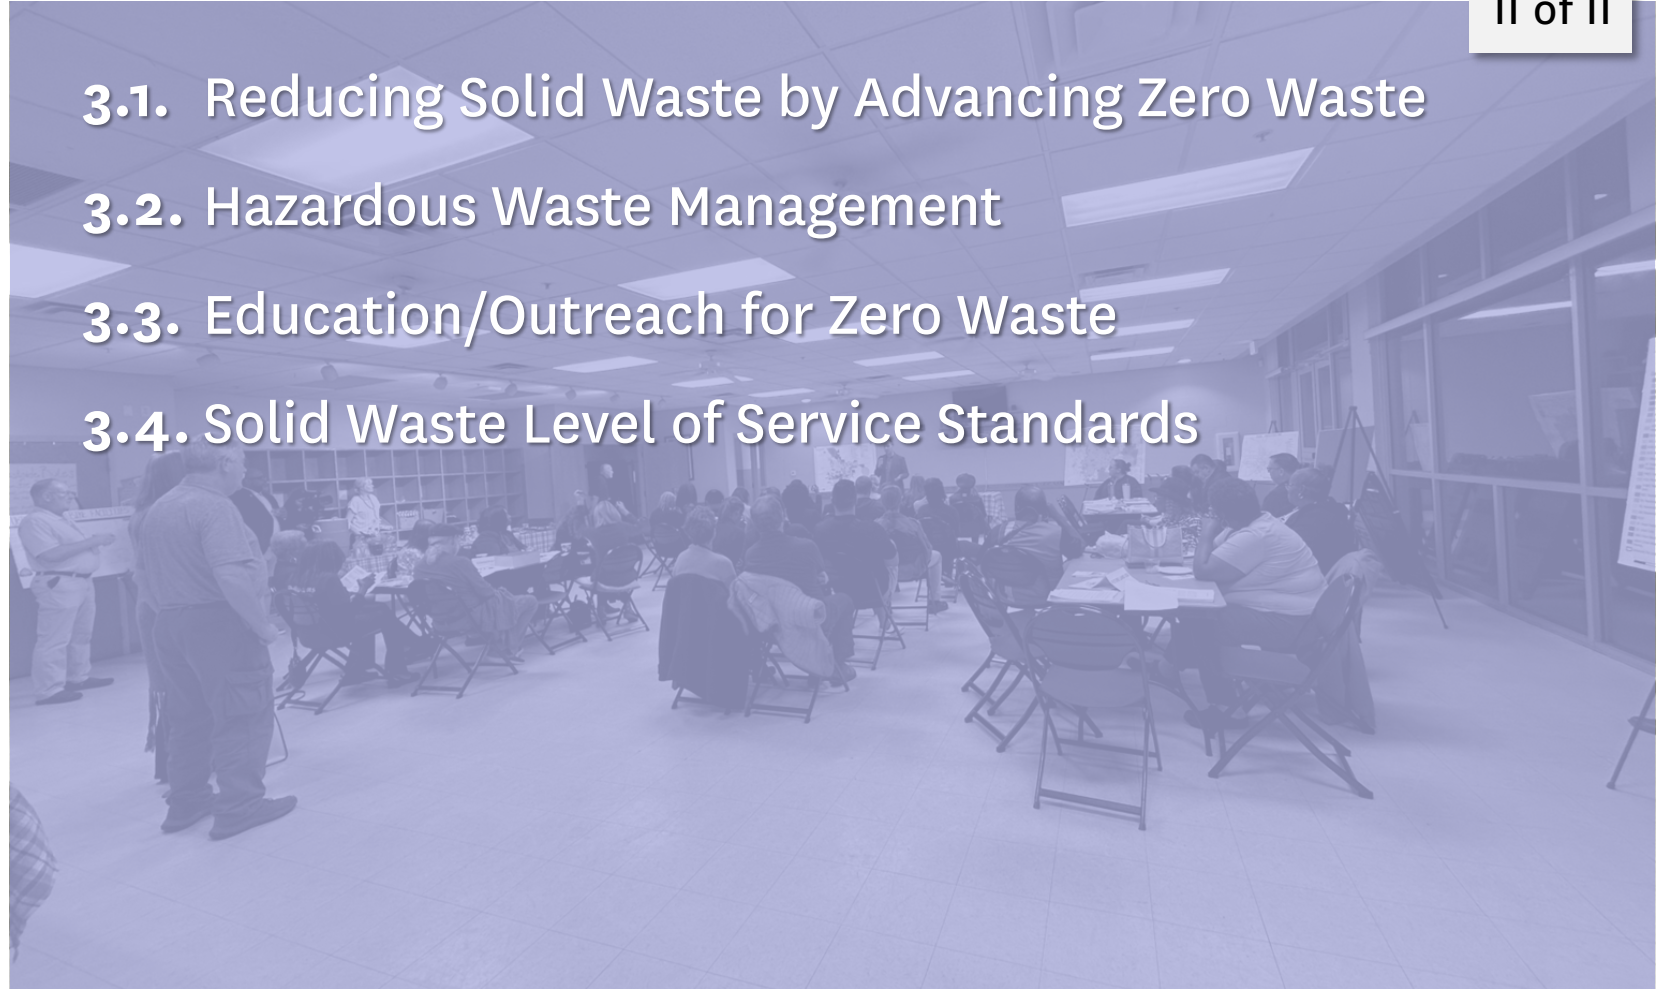 11 of 11
3.1. Reducing Solid Waste by Advancing Zero Waste
3.2. Hazardous Waste Management
3.3. Education/Outreach for Zero Waste
3.4. Solid Waste Level of Service Standards